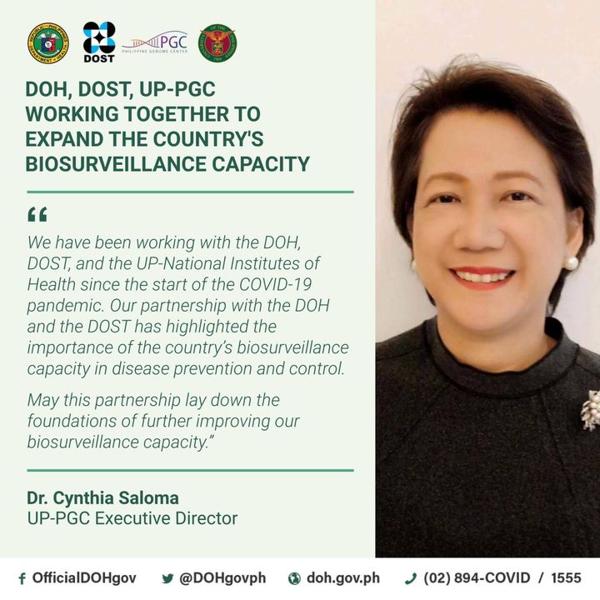 DOST
PGC
PHILIPPINE GENOME CENTER
DOH, DOST, UP-PGC
WORKING TOGETHER TO
EXPAND THE COUNTRY'S
BIOSURVEILLANCE CAPACITY
“
We have been working with the DOH,
DOST, and the UP-National Institutes of
Health since the start of the COVID-19
pandemic. Our partnership with the DOH
and the DOST has highlighted the
importance of the country’s biosurveillance
capacity in disease prevention and control.
May this partnership lay down the
foundations of further improving our
biosurveillance capacity.”
Dr. Cynthia Saloma
UP-PGC Executive Director
OfficialDOHgov @DOHgovph doh.gov.ph (02) 894-COVID / 1555